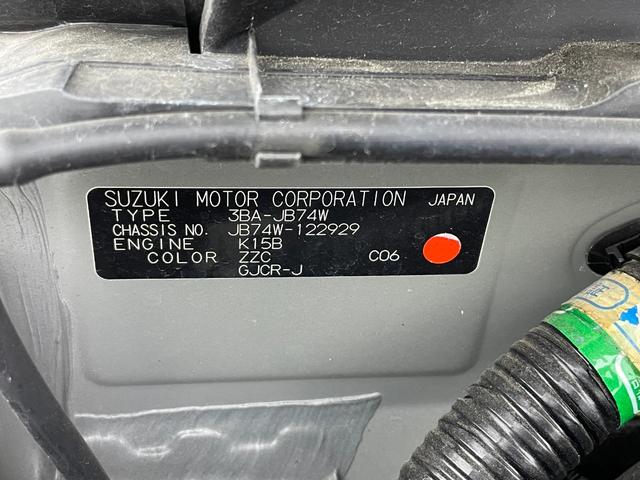 SUZUKI MOTOR CORPORATION JAPAN
TYPE 3BA-JB74W
CHASSIS NO. JB74W-122929
ENGINE K15B
COLOR ZZC C06
GJCR-J